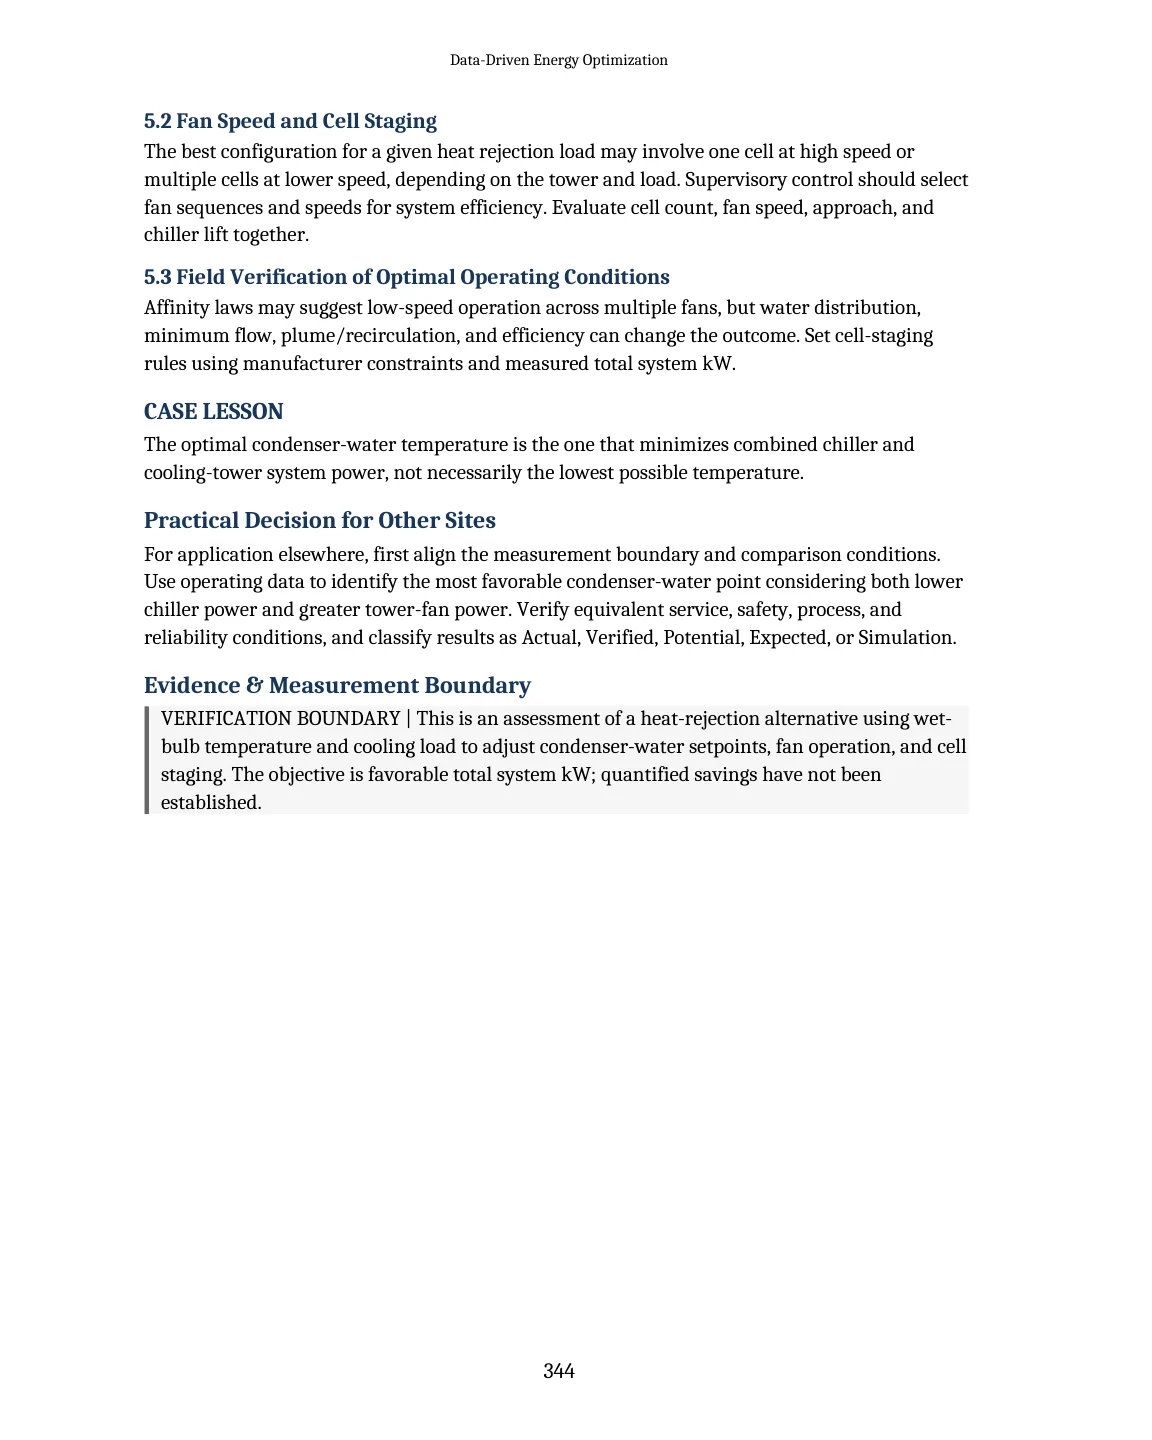 Data-Driven Energy Optimization
5.2 Fan Speed and Cell Staging
The best configuration for a given heat rejection load may involve one cell at high speed or
multiple cells at lower speed, depending on the tower and load. Supervisory control should select
fan sequences and speeds for system efficiency. Evaluate cell count, fan speed, approach, and
chiller lift together.
5.3 Field Verification of Optimal Operating Conditions
Affinity laws may suggest low-speed operation across multiple fans, but water distribution,
minimum flow, plume/recirculation, and efficiency can change the outcome. Set cell-staging
rules using manufacturer constraints and measured total system kW.
CASE LESSON
The optimal condenser-water temperature is the one that minimizes combined chiller and
cooling-tower system power, not necessarily the lowest possible temperature.
Practical Decision for Other Sites
For application elsewhere, first align the measurement boundary and comparison conditions.
Use operating data to identify the most favorable condenser-water point considering both lower
chiller power and greater tower-fan power. Verify equivalent service, safety, process, and
reliability conditions, and classify results as Actual, Verified, Potential, Expected, or Simulation.
Evidence & Measurement Boundary
VERIFICATION BOUNDARY | This is an assessment of a heat-rejection alternative using wet-
bulb temperature and cooling load to adjust condenser-water setpoints, fan operation, and cell
staging. The objective is favorable total system kW; quantified savings have not been
established.
344